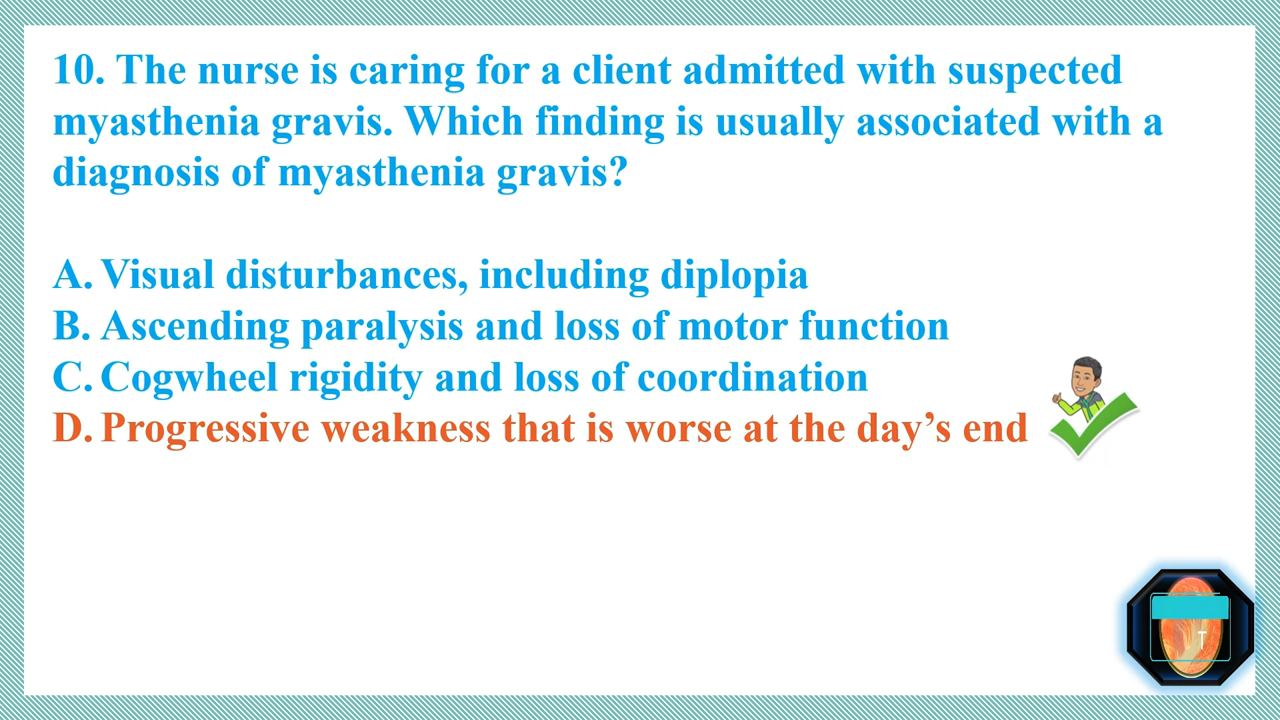 10. The nurse is caring for a client admitted with suspected
myasthenia gravis. Which finding is usually associated with a
diagnosis of myasthenia gravis?
A. Visual disturbances, including diplopia
B. Ascending paralysis and loss of motor function
C. Cogwheel rigidity and loss of coordination
D. Progressive weakness that is worse at the day’s end
T